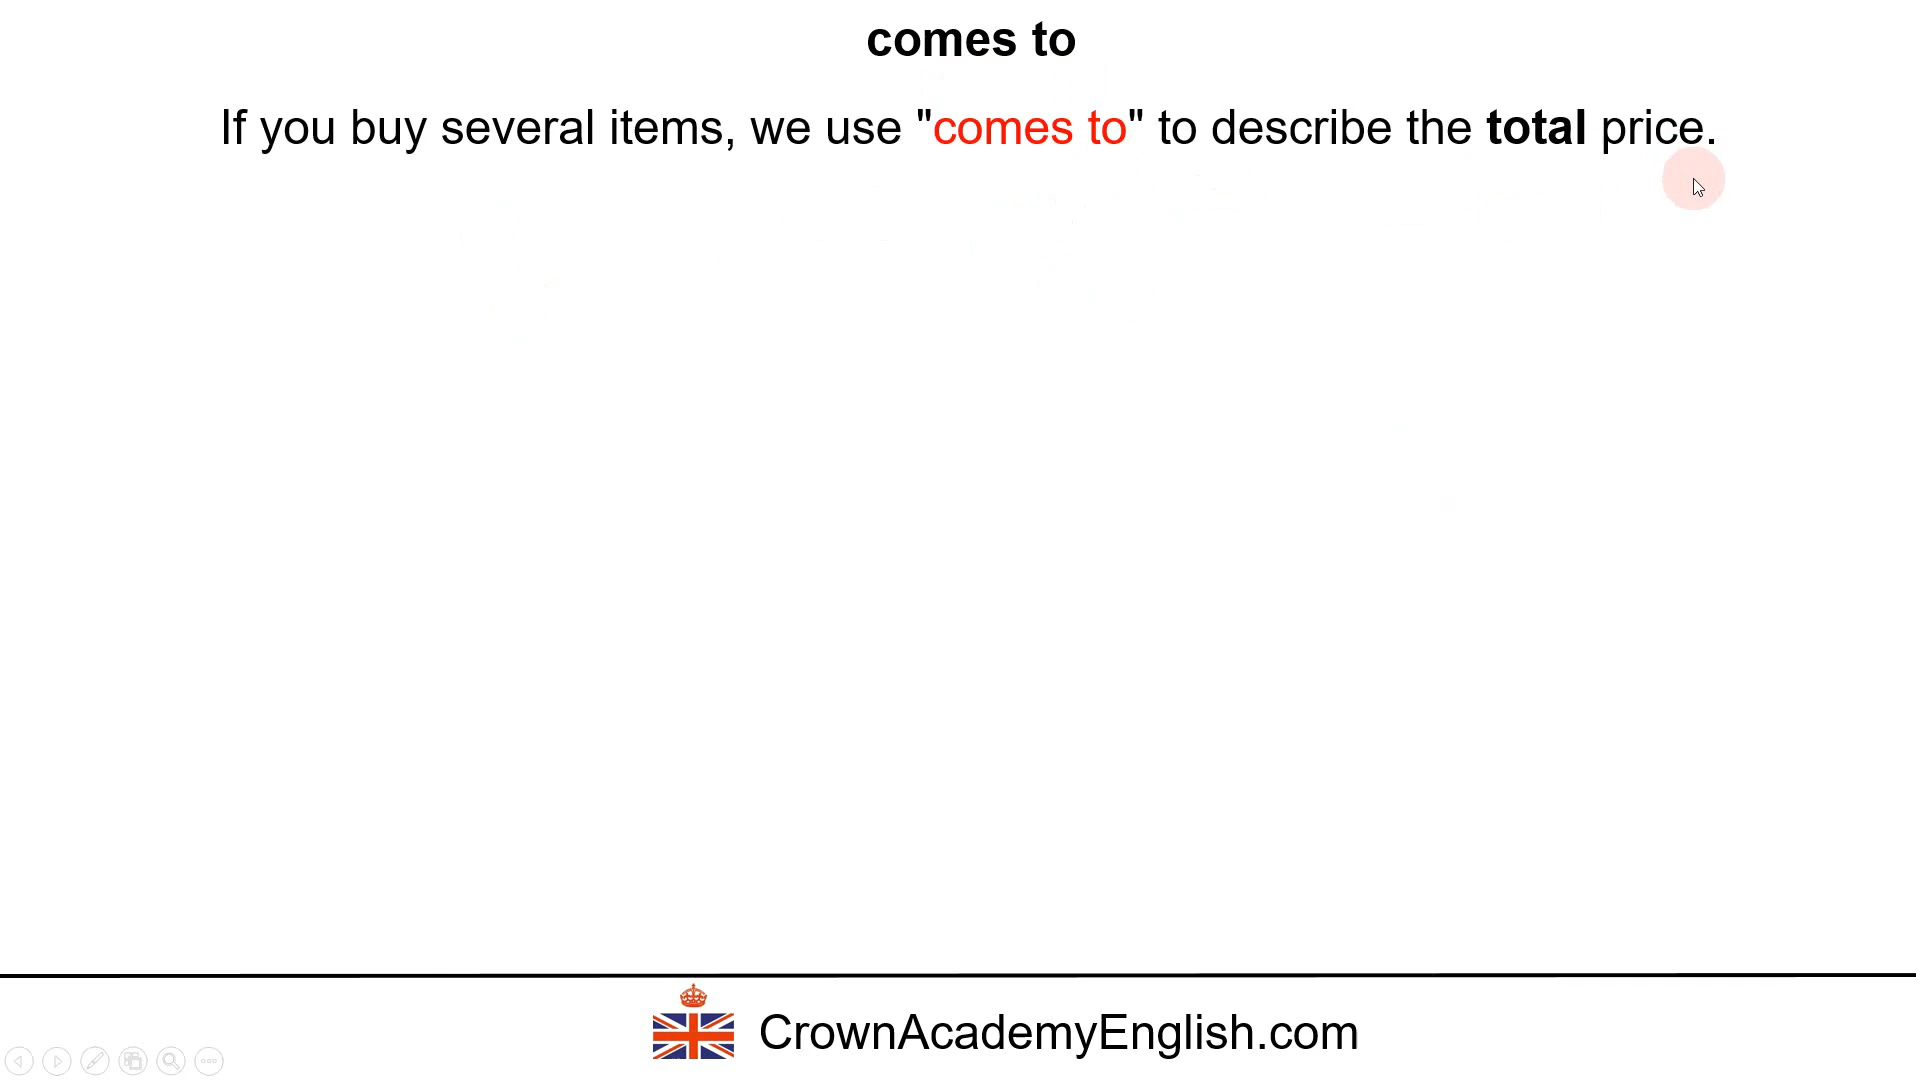 comes to
If you buy several items, we use "comes to" to describe the total price.
CrownAcademyEnglish.com